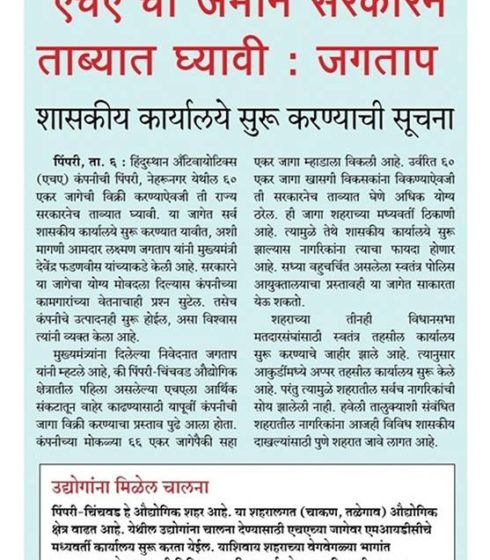 एचए ची जमीन सरकारने
ताब्यात घ्यावी : जगताप
शासकीय कार्यालये सुरू करण्याची सूचना
पिंपरी, ता. ६ : हिंदुस्थान अँटिबायोटिक्स
(एचए) कंपनीची पिंपरी, नेहरूनगर येथील ६०
एकर जागेची विक्री करण्याऐवजी ती राज्य
सरकारनेच ताब्यात घ्यावी. या जागेत सर्व
शासकीय कार्यालये सुरू करण्यात यावीत, अशी
मागणी आमदार लक्ष्मण जगताप यांनी मुख्यमंत्री
देवेंद्र फडणवीस यांच्याकडे केली आहे. सरकारने
या जागेचा योग्य मोबदला दिल्यास कंपनीच्या
कामगारांच्या वेतनाचाही प्रश्न सुटेल. तसेच
कंपनीचे उत्पादनही सुरू होईल, असा विश्वास
त्यांनी व्यक्त केला आहे.
मुख्यमंत्र्यांना दिलेल्या निवेदनात जगताप
यांनी म्हटले आहे, की पिंपरी-चिंचवड औद्योगिक
क्षेत्रातील पहिला असलेल्या एचएला आर्थिक
संकटातून बाहेर काढण्यासाठी यापूर्वी कंपनीची
जागा विक्री करण्याचा प्रस्ताव पुढे आला होता.
कंपनीच्या मोकळ्या ६६ एकर जागेपैकी सहा
एकर जागा म्हाडाला विकली आहे. उर्वरित ६०
एकर जागा खासगी विकसकांना विकण्याऐवजी
ती सरकारनेच ताब्यात घेणे अधिक योग्य
ठरेल. ही जागा शहराच्या मध्यवर्ती ठिकाणी
आहे. त्यामुळे तेथे शासकीय कार्यालये सुरू
झाल्यास नागरिकांना त्याचा फायदा होणार
आहे. सध्या बहुचर्चित असलेला स्वतंत्र पोलिस
आयुक्तालयाचा प्रस्तावही या जागेत साकारता
येऊ शकतो.
शहराच्या तीनही विधानसभा
मतदारसंघांसाठी स्वतंत्र तहसील कार्यालय
सुरू करण्याचे जाहीर झाले आहे. त्यानुसार
आकुर्डीमध्ये अप्पर तहसील कार्यालय सुरू केले
आहे. परंतु त्यामुळे शहरातील सर्वच नागरिकांची
सोय झालेली नाही. हवेली तालुक्याशी संबंधित
शहरातील नागरिकांना आजही विविध शासकीय
दाखल्यांसाठी पुणे शहरात जावे लागत आहे.
उद्योगांना मिळेल चालना
पिंपरी-चिंचवड हे औद्योगिक शहर आहे. या शहरालगत (चाकण, तळेगाव) औद्योगिक
क्षेत्र वाढत आहे. येथील उद्योगांना चालना देण्यासाठी एचएच्या जागेवर एमआयडीसीचे
मध्यवर्ती कार्यालय सुरू करता येईल. याशिवाय शहराच्या वेगवेगळ्या भागांत